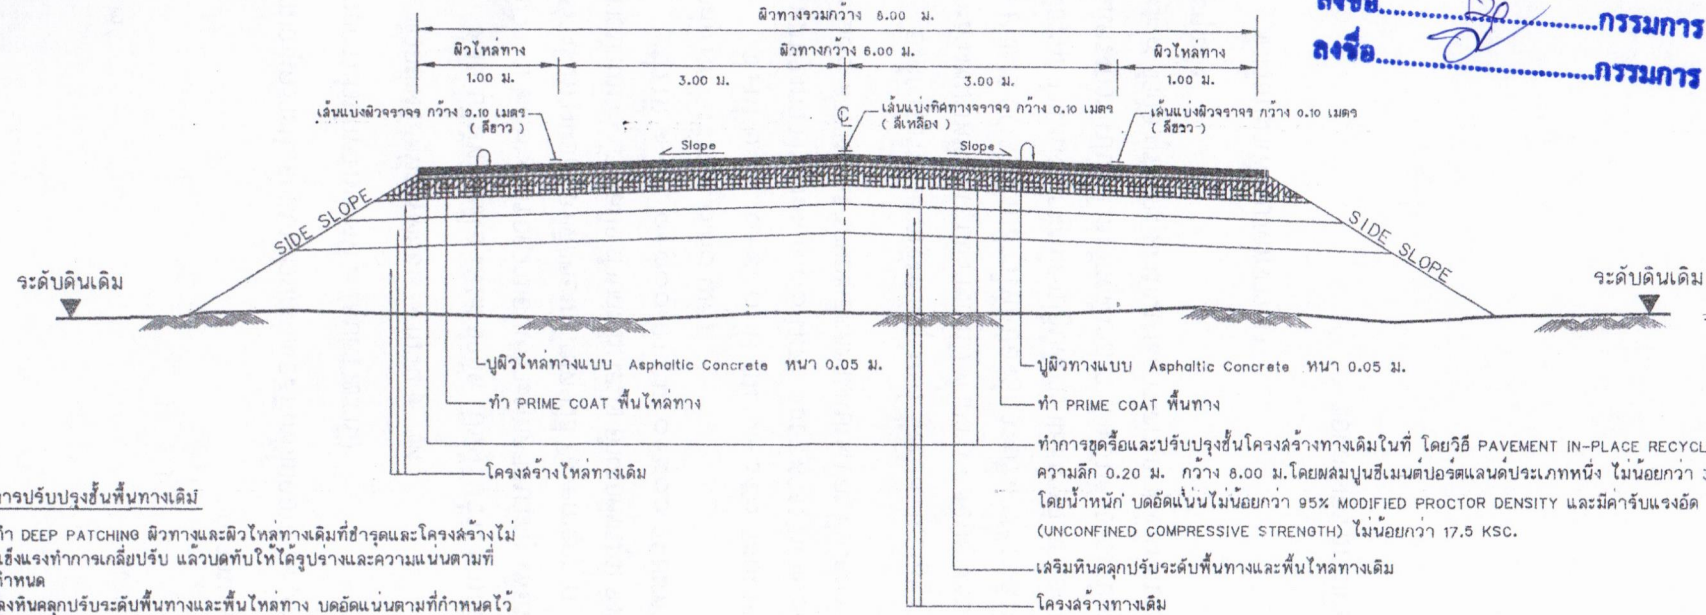 ผิวทางรวมกว้าง 8.00 ม.
ลงชื่อ..............................กรรมการ
ลงชื่อ..............................กรรมการ
ผิวไหล่ทาง
ผิวทางกว้าง 6.00 ม.
ผิวไหล่ทาง
1.00 ม.
3.00 ม.
3.00 ม.
1.00 ม.
เส้นแบ่งผิวจราจร กว้าง 0.10 เมตร
( สีขาว )
เส้นแบ่งทิศทางจราจร กว้าง 0.10 เมตร
( สีเหลือง )
เส้นแบ่งผิวจราจร กว้าง 0.10 เมตร
( สีขาว )
Slope
Slope
SIDE SLOPE
SIDE SLOPE
ระดับดินเดิม
ระดับดินเดิม
ปูผิวไหล่ทางแบบ Asphaltic Concrete หนา 0.05 ม.
ทำ PRIME COAT พื้นไหล่ทาง
โครงสร้างไหล่ทางเดิม
ปูผิวทางแบบ Asphaltic Concrete หนา 0.05 ม.
ทำ PRIME COAT พื้นทาง
ทำการขุดรื้อและปรับปรุงชั้นโครงสร้างทางเดิมในที่ โดยวิธี PAVEMENT IN-PLACE RECYCL
ความลึก 0.20 ม. กว้าง 8.00 ม.โดยผสมปูนซีเมนต์ปอร์ตแลนด์ประเภทหนึ่ง ไม่น้อยกว่า
โดยน้ำหนัก บดอัดแน่นไม่น้อยกว่า 95% MODIFIED PROCTOR DENSITY และมีค่ารับแรงอัด
(UNCONFINED COMPRESSIVE STRENGTH) ไม่น้อยกว่า 17.5 KSC.
เสริมหินคลุกปรับระดับพื้นทางและพื้นไหล่ทางเดิม
โครงสร้างทางเดิม
การปรับปรุงชั้นพื้นทางเดิม
ทำ DEEP PATCHING ผิวทางและผิวไหล่ทางเดิมที่ชำรุดและโครงสร้างไม่
แข็งแรงทำการเกลี่ยปรับ แล้วบดทับให้ได้รูปร่างและความแน่นตามที่
กำหนด
ลงหินคลุกปรับระดับพื้นทางและพื้นไหล่ทาง บดอัดแน่นตามที่กำหนดไว้